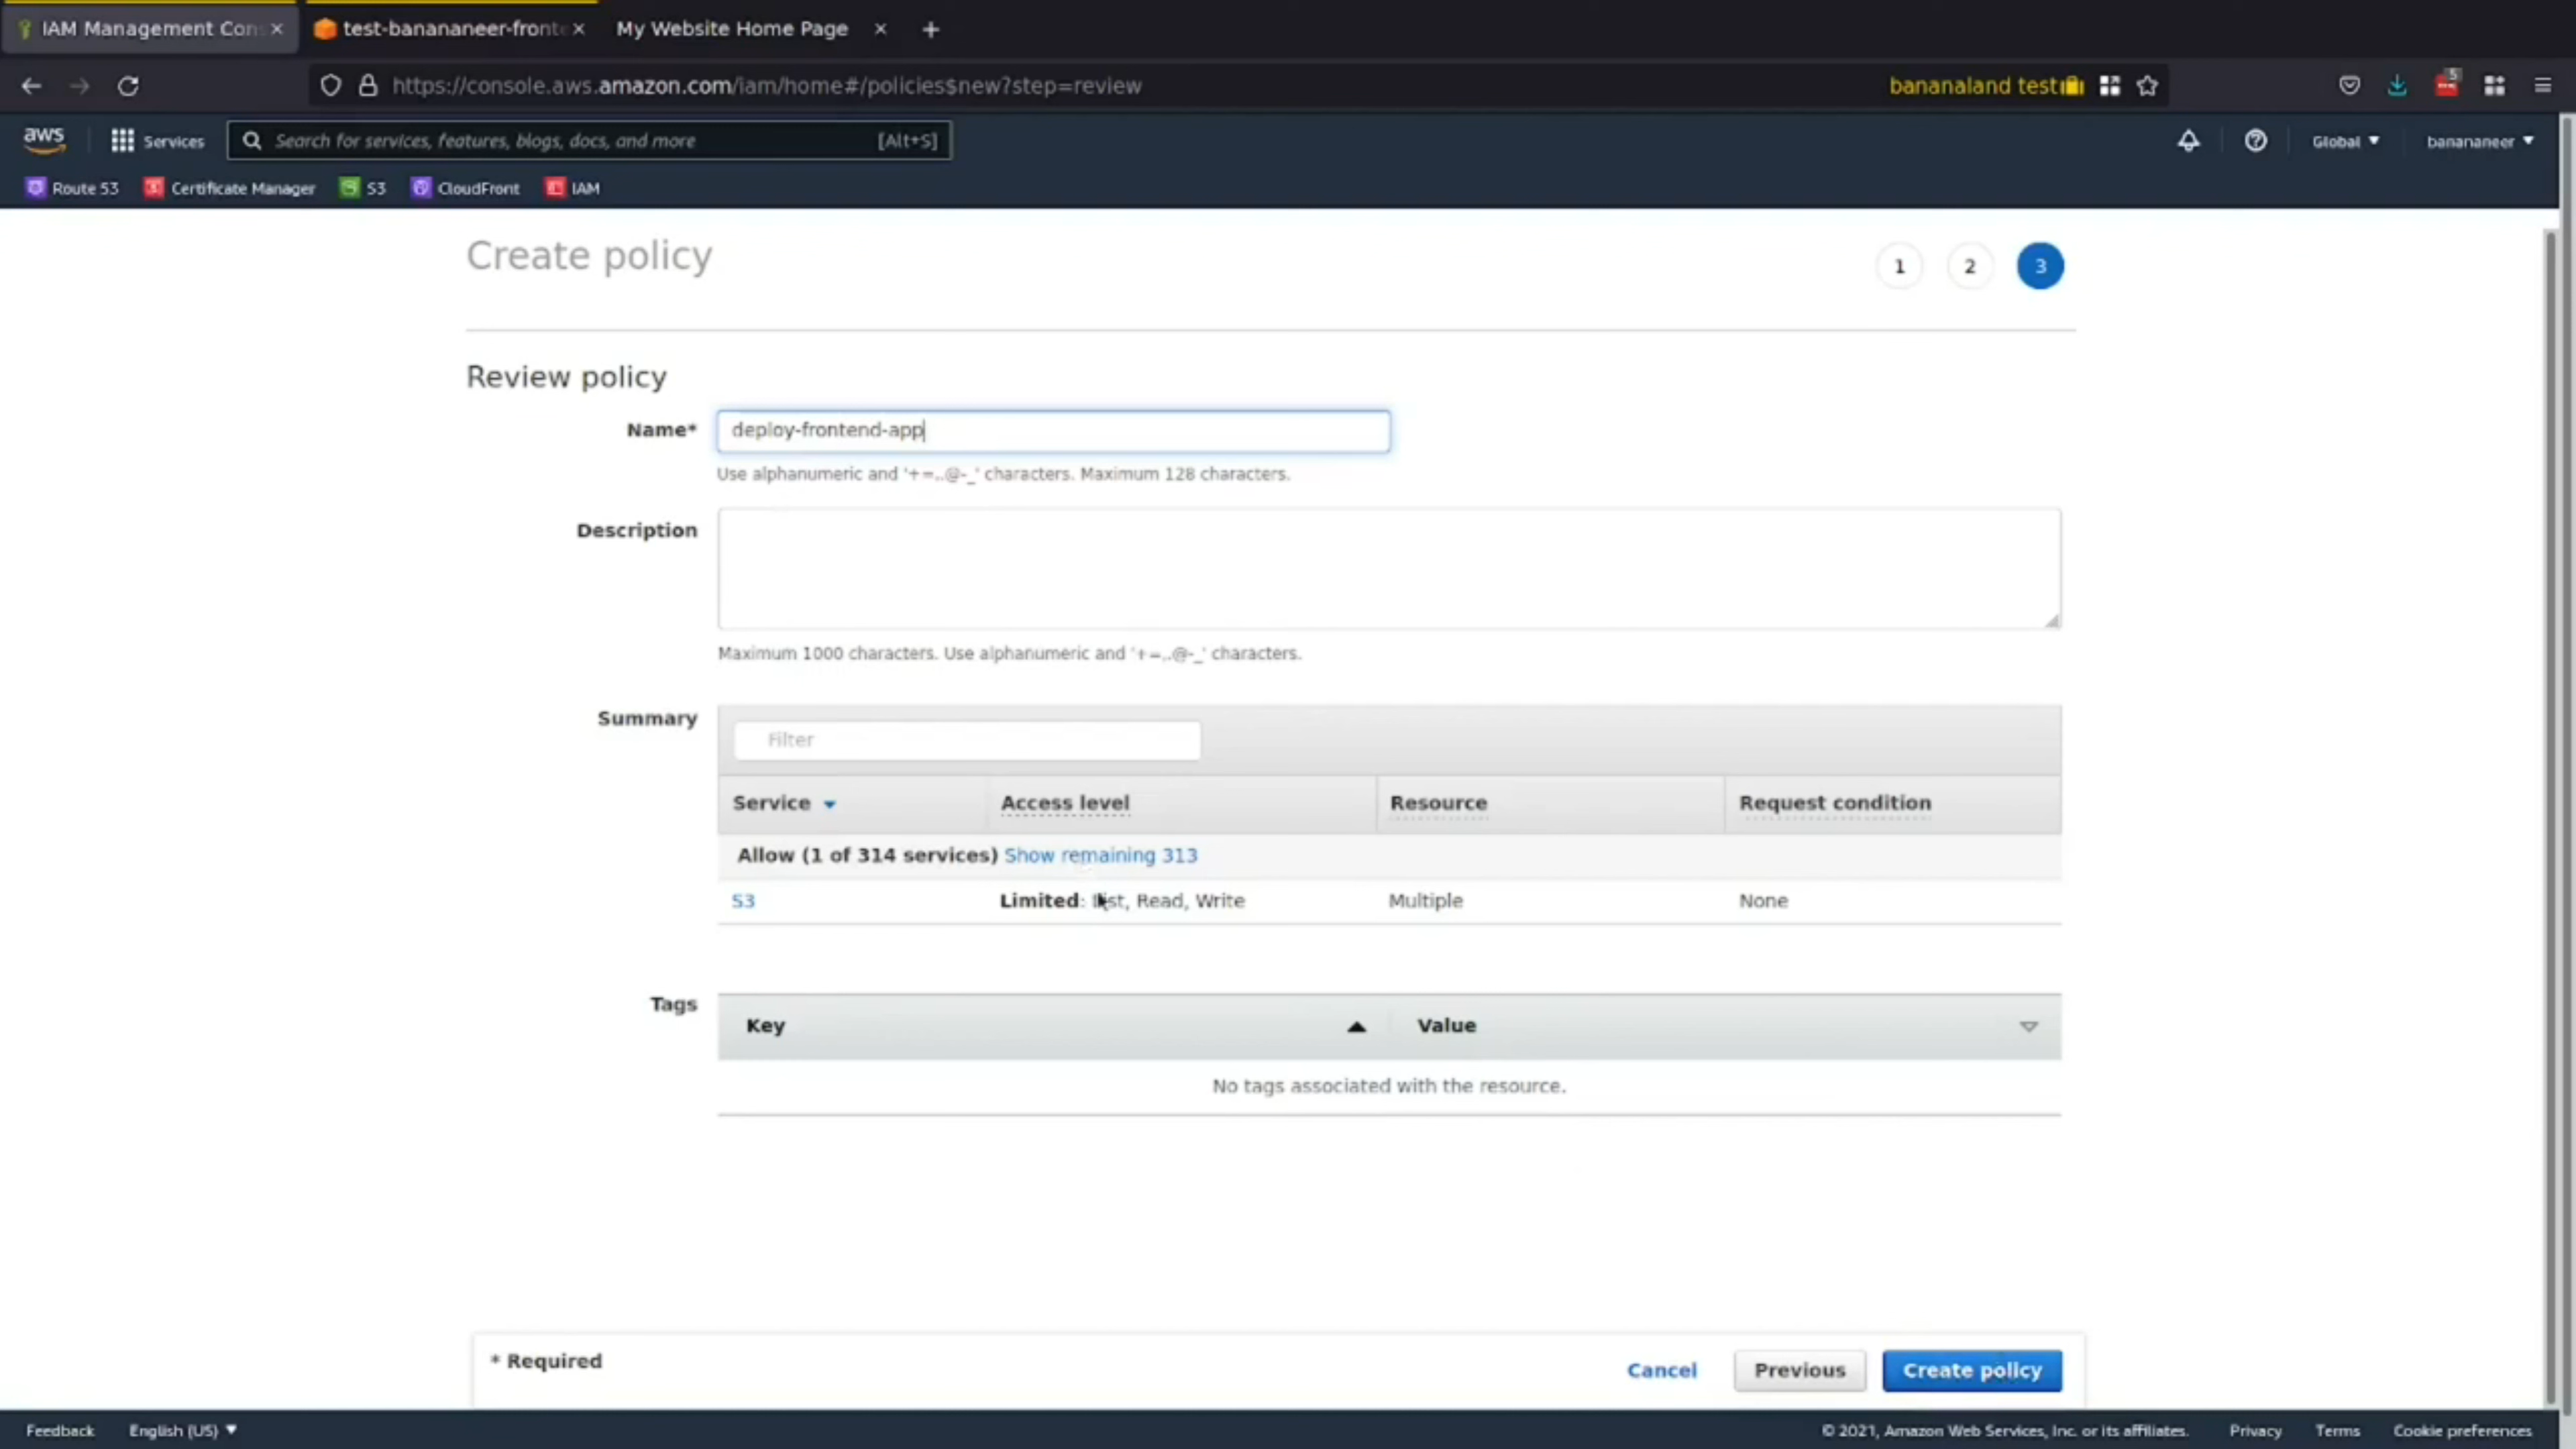 IAM Management Con
test-banananeer-fronte
My Website Home Page
https://console.aws.amazon.com/iam/home#/policies$new?step=review
bananaland test
5
aws
Services
Search for services, features, blogs, docs, and more
[Alt+S]
Global
banananeer
Route 53
Certificate Manager
S3
CloudFront
IAM
Create policy
1
2
3
Review policy
Name*
deploy-frontend-app
Use alphanumeric and '+=,.@-_' characters. Maximum 128 characters.
Description
Maximum 1000 characters. Use alphanumeric and '+=,.@-_' characters.
Summary
Filter
Service
Access level
Resource
Request condition
Allow (1 of 314 services) Show remaining 313
S3
Limited: List, Read, Write
Multiple
None
Tags
Key
Value
No tags associated with the resource.
* Required
Cancel
Previous
Create policy
Feedback
English (US)
© 2021, Amazon Web Services, Inc. or its affiliates.
Privacy
Terms
Cookie preferences